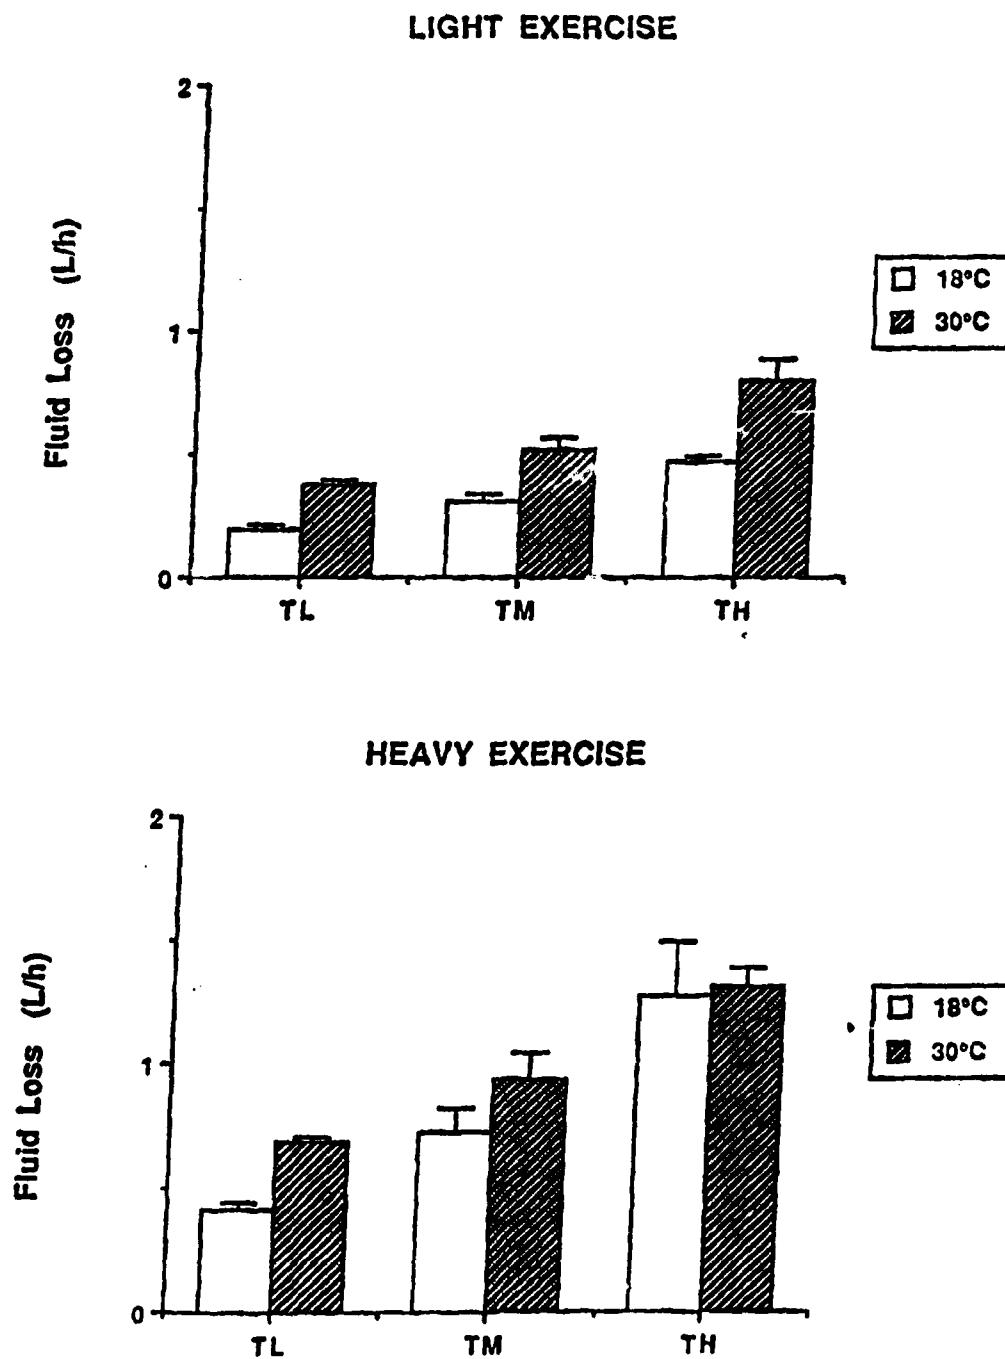 LIGHT EXERCISE
2
1
0
Fluid Loss (L/h)
18°C
30°C
TL TM TH
HEAVY EXERCISE
2
1
0
Fluid Loss (L/h)
18°C
30°C
TL TM TH